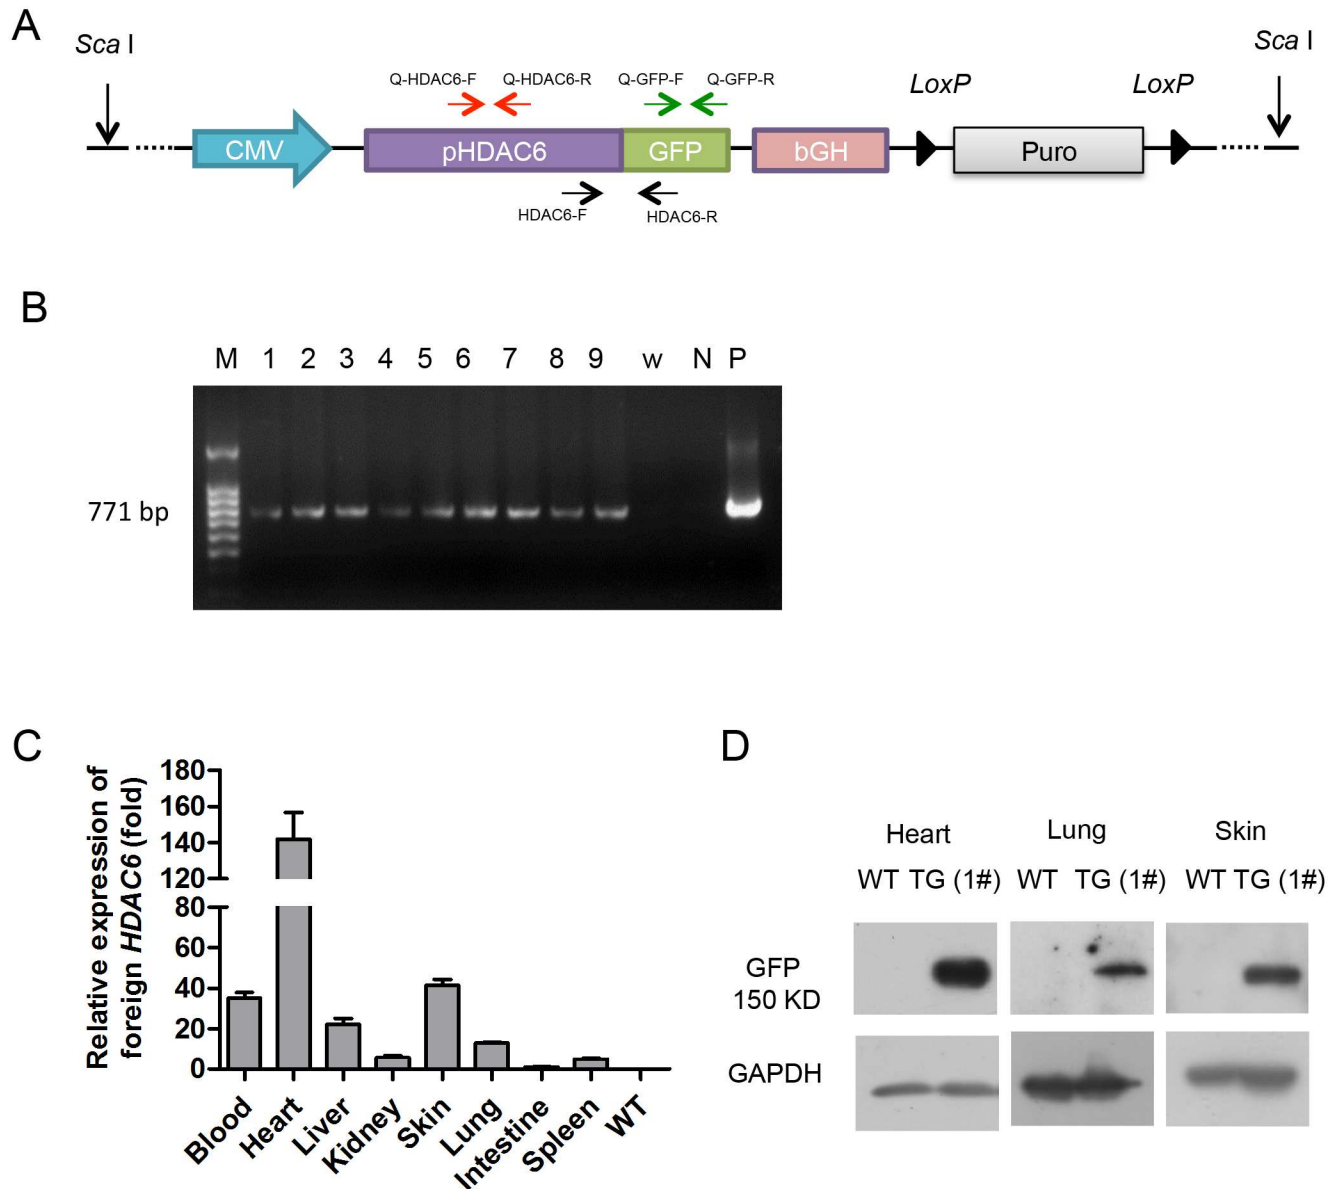 A
Sca I
Sca I
Q-HDAC6-F
Q-HDAC6-R
Q-GFP-F
Q-GFP-R
LoxP
LoxP
CMV
pHDAC6
GFP
bGH
Puro
HDAC6-F
HDAC6-R
B
M 1 2 3 4 5 6 7 8 9 w N P
771 bp
C
Relative expression of
foreign HDAC6 (fold)
180
160
140
120
80
60
40
20
0
Blood
Heart
Liver
Kidney
Skin
Lung
Intestine
Spleen
WT
D
Heart
Lung
Skin
WT TG (1#)
WT TG (1#)
WT TG (1#)
GFP
150 KD
GAPDH